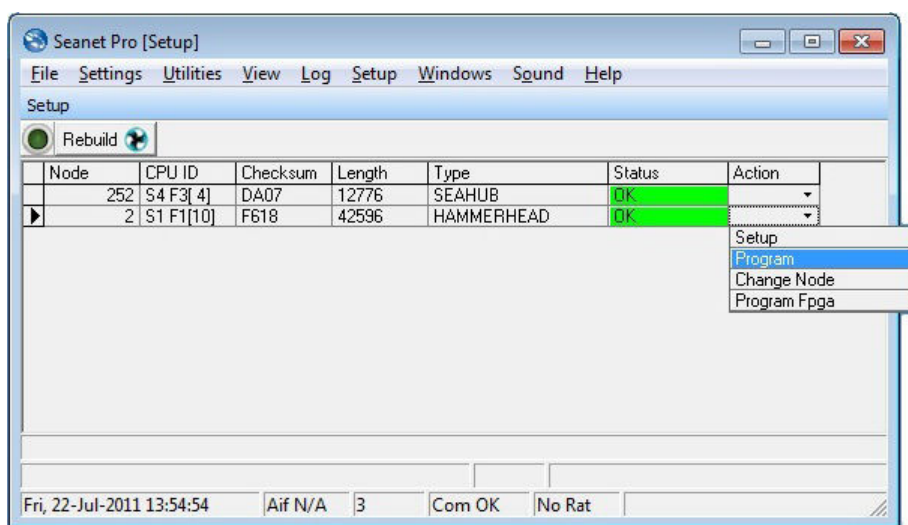 Seanet Pro [Setup]
File Settings Utilities View Log Setup Windows Sound Help
Setup
Rebuild
Node CPU ID Checksum Length Type Status Action
252 S4 F3[ 4] DA07 12776 SEAHUB OK
2 S1 F1[10] F618 42596 HAMMERHEAD OK
Setup
Program
Change Node
Program Fpga
Fri, 22-Jul-2011 13:54:54 Aif N/A 3 Com OK No Rat